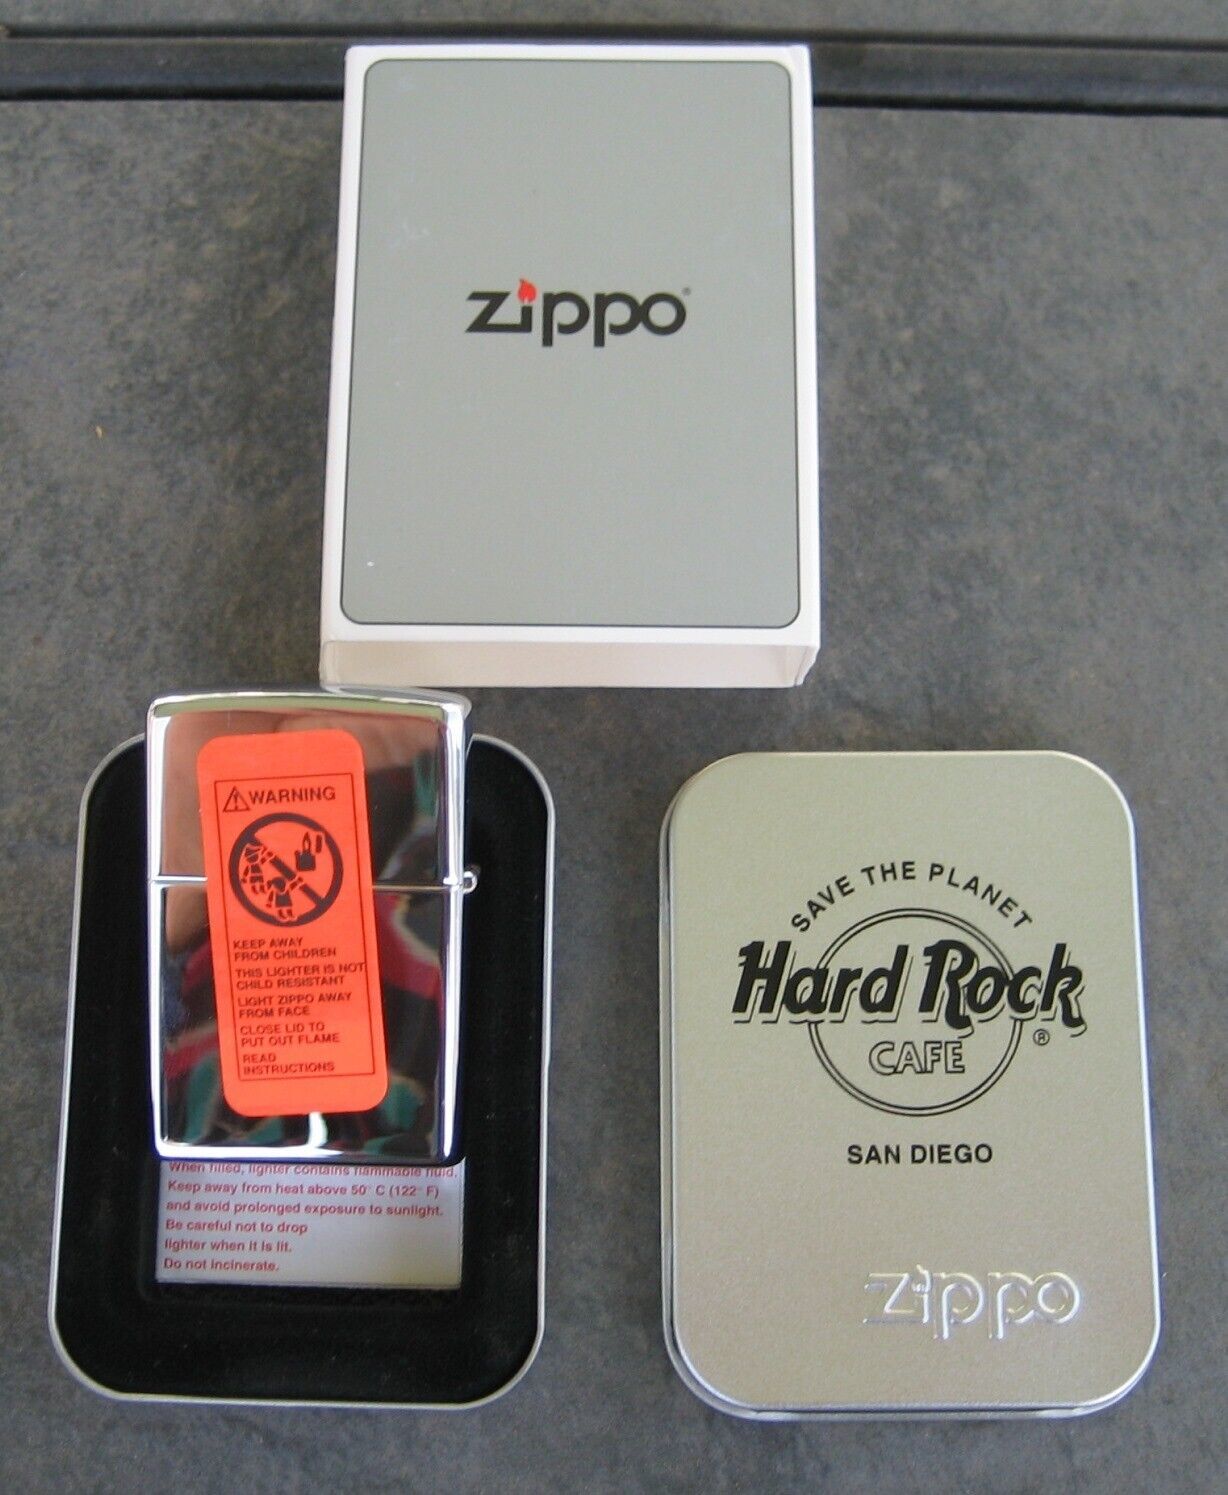 zippo®
⚠WARNING
KEEP AWAY
FROM CHILDREN
THIS LIGHTER IS NOT
CHILD RESISTANT
LIGHT ZIPPO AWAY
FROM FACE
CLOSE LID TO
PUT OUT FLAME
READ
INSTRUCTIONS
When filled, lighter contains flammable fluid.
Keep away from heat above 50° C (122° F)
and avoid prolonged exposure to sunlight.
Be careful not to drop
lighter when it is lit.
Do not incinerate.
SAVE THE PLANET
Hard Rock
CAFE
®
SAN DIEGO
zippo